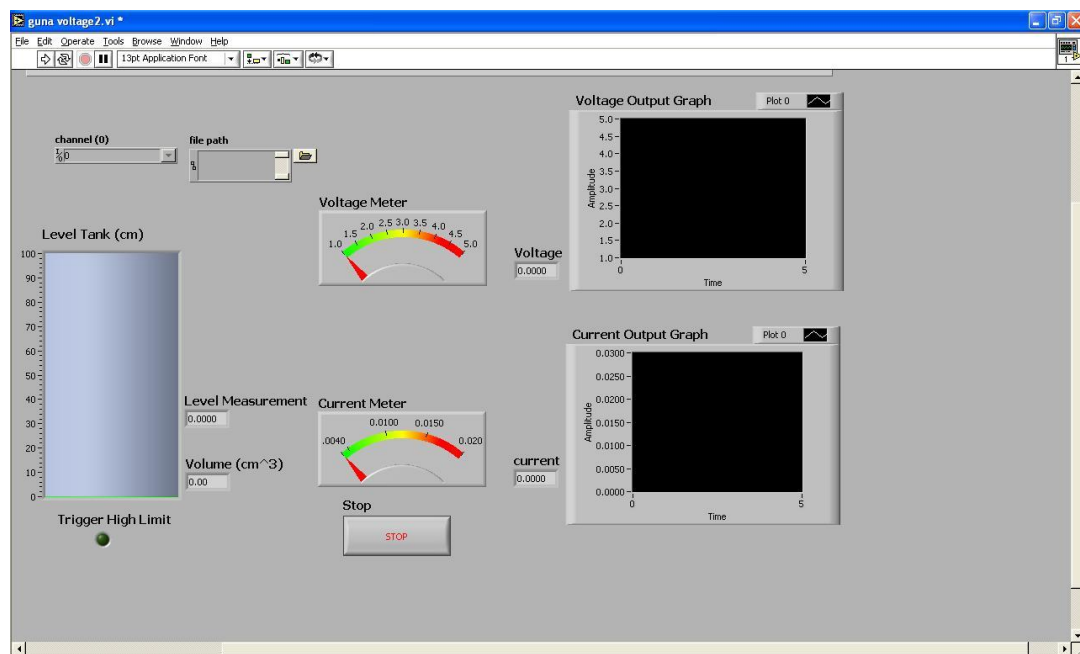 guna voltage2.vi *
File Edit Operate Tools Browse Window Help
13pt Application Font
1
channel (0)
0
file path
Voltage Output Graph
Plot 0
5.0
4.5
4.0
3.5
3.0
2.5
2.0
1.5
1.0
Amplitude
0 5
Time
Voltage Meter
1.0 1.5 2.0 2.5 3.0 3.5 4.0 4.5 5.0
Voltage
0.0000
Level Tank (cm)
100
90
80
70
60
50
40
30
20
10
0
Level Measurement
0.0000
Volume (cm^3)
0.00
Trigger High Limit
Current Meter
.0040 0.0100 0.0150 0.020
current
0.0000
Stop
STOP
Current Output Graph
Plot 0
0.0300
0.0250
0.0200
0.0150
0.0100
0.0050
0.0000
Amplitude
0 5
Time